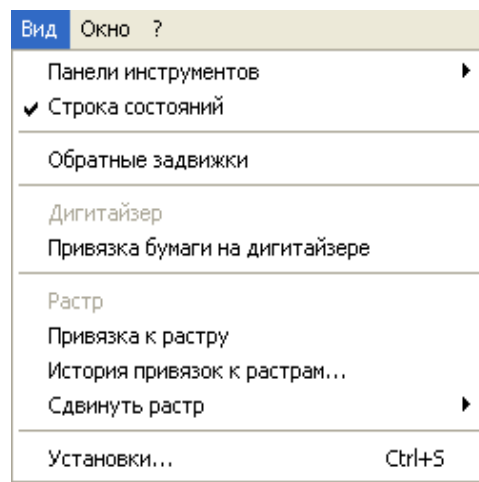 Вид Окно ?
Панели инструментов
Строка состояний
Обратные задвижки
Дигитайзер
Привязка бумаги на дигитайзере
Растр
Привязка к растру
История привязок к растрам...
Сдвинуть растр
Установки... Ctrl+S